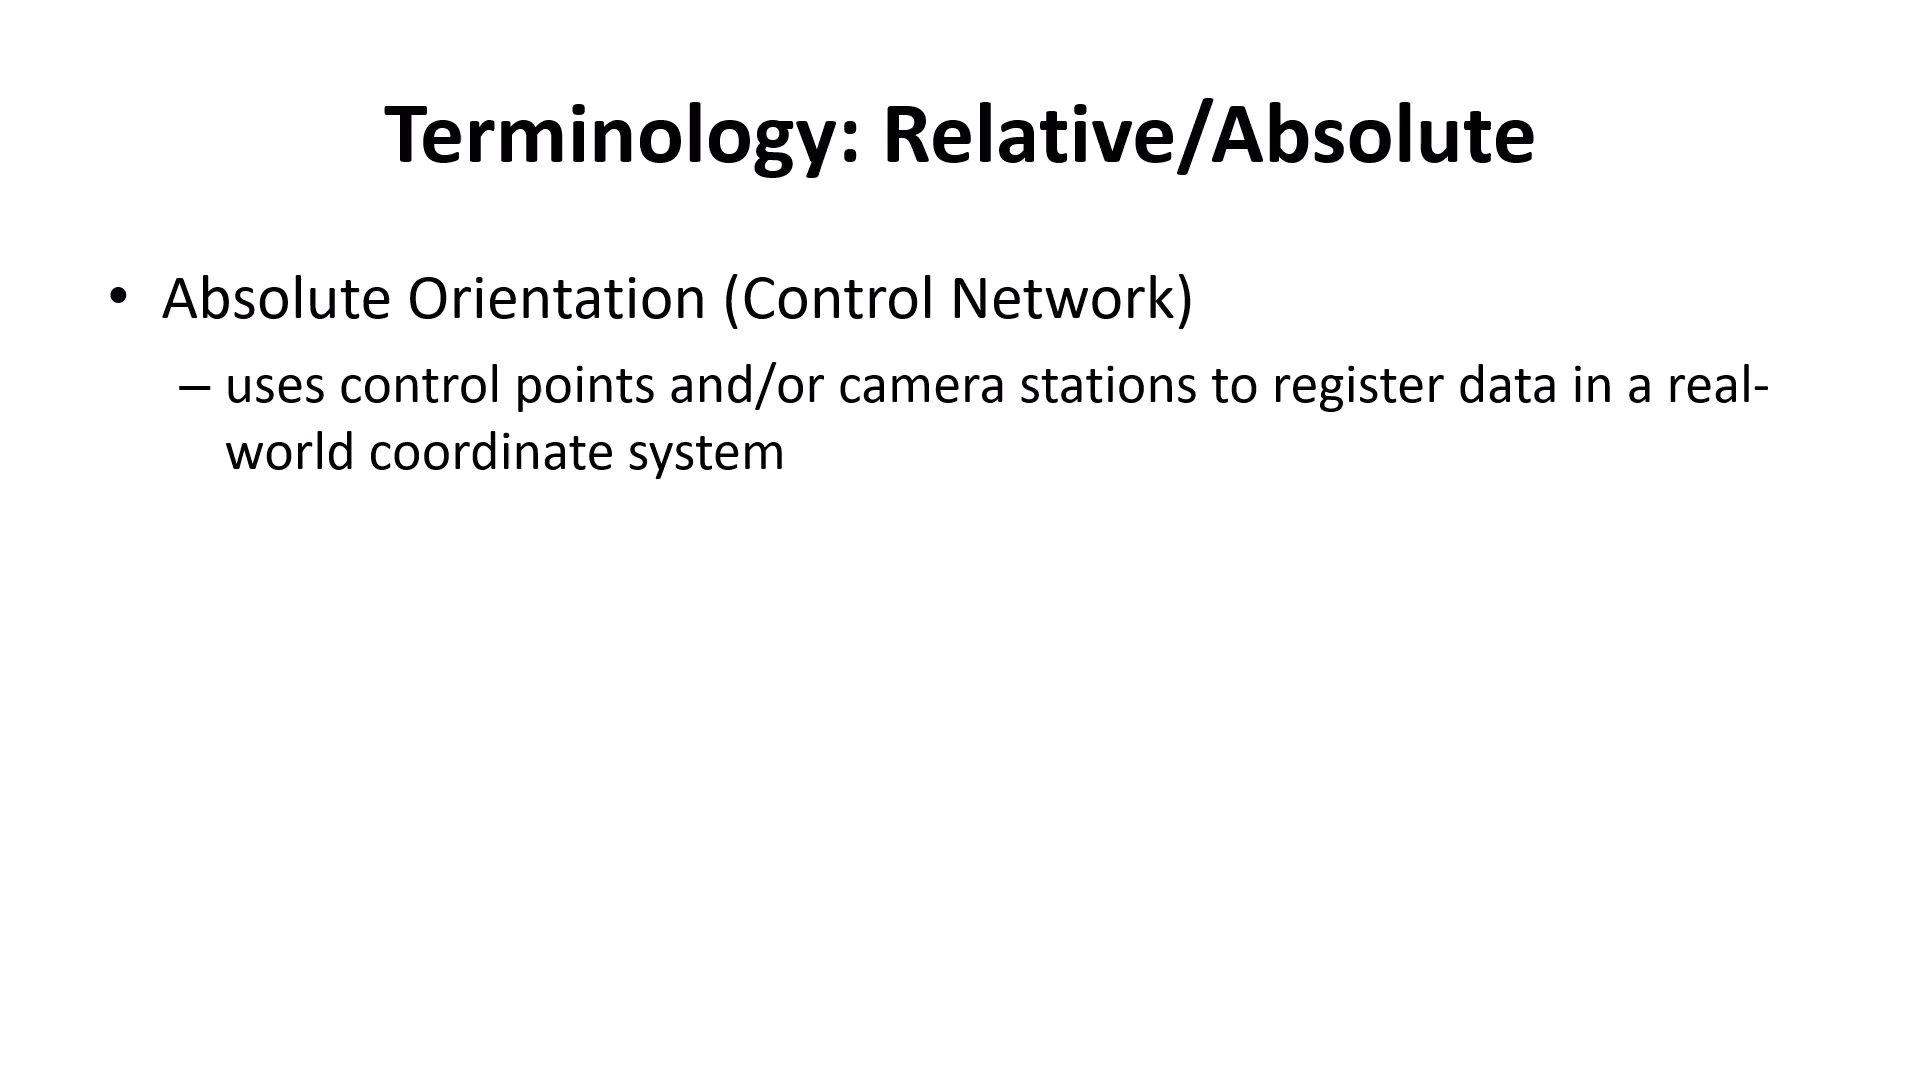 Terminology: Relative/Absolute
• Absolute Orientation (Control Network)
– uses control points and/or camera stations to register data in a real-
world coordinate system